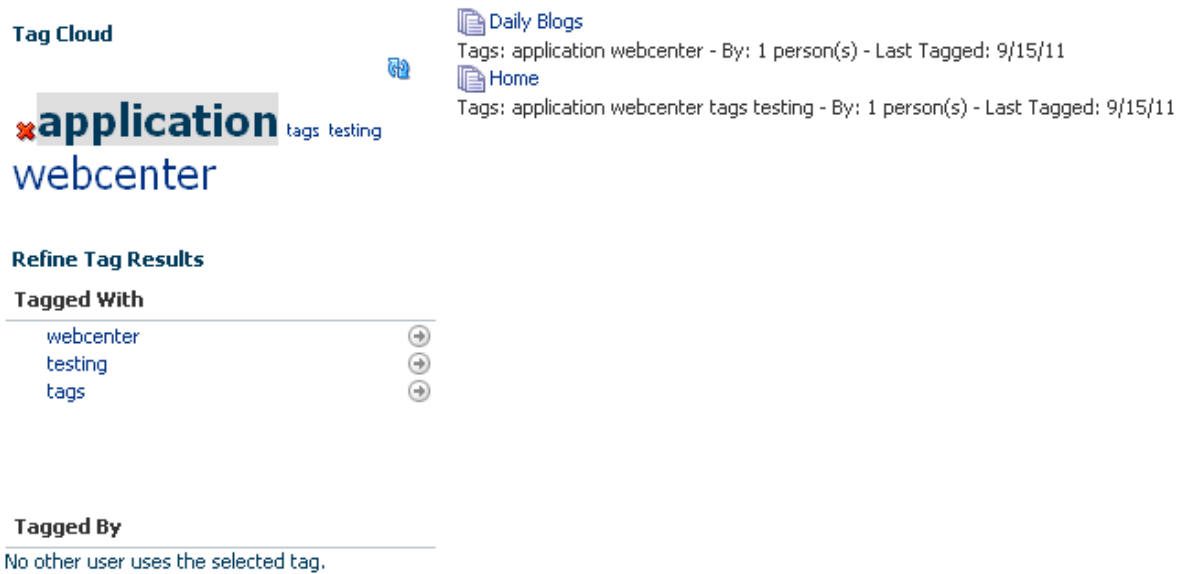 Tag Cloud
application tags testing
webcenter
Refine Tag Results
Tagged With
webcenter
testing
tags
Tagged By
No other user uses the selected tag.
Daily Blogs
Tags: application webcenter - By: 1 person(s) - Last Tagged: 9/15/11
Home
Tags: application webcenter tags testing - By: 1 person(s) - Last Tagged: 9/15/11